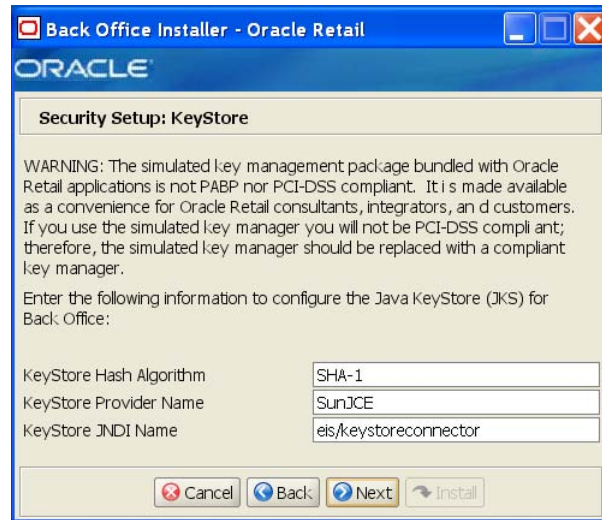 Back Office Installer - Oracle Retail
ORACLE
Security Setup: KeyStore
WARNING: The simulated key management package bundled with Oracle
Retail applications is not PABP nor PCI-DSS compliant. It i s made available
as a convenience for Oracle Retail consultants, integrators, an d customers.
If you use the simulated key manager you will not be PCI-DSS compli ant;
therefore, the simulated key manager should be replaced with a compliant
key manager.
Enter the following information to configure the Java KeyStore (JKS) for
Back Office:
KeyStore Hash Algorithm SHA-1
KeyStore Provider Name SunJCE
KeyStore JNDI Name eis/keystoreconnector
Cancel Back Next Install